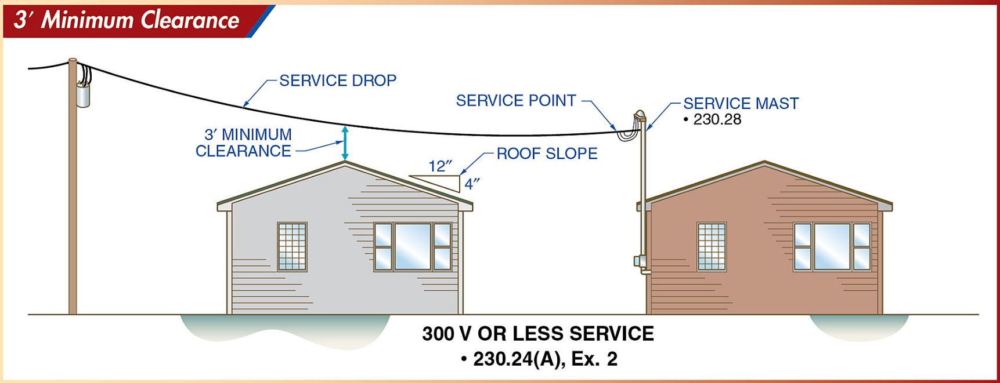 3′ Minimum Clearance
SERVICE DROP
SERVICE POINT
SERVICE MAST
• 230.28
3′ MINIMUM
CLEARANCE
ROOF SLOPE
12″
4″
300 V OR LESS SERVICE
• 230.24(A), Ex. 2